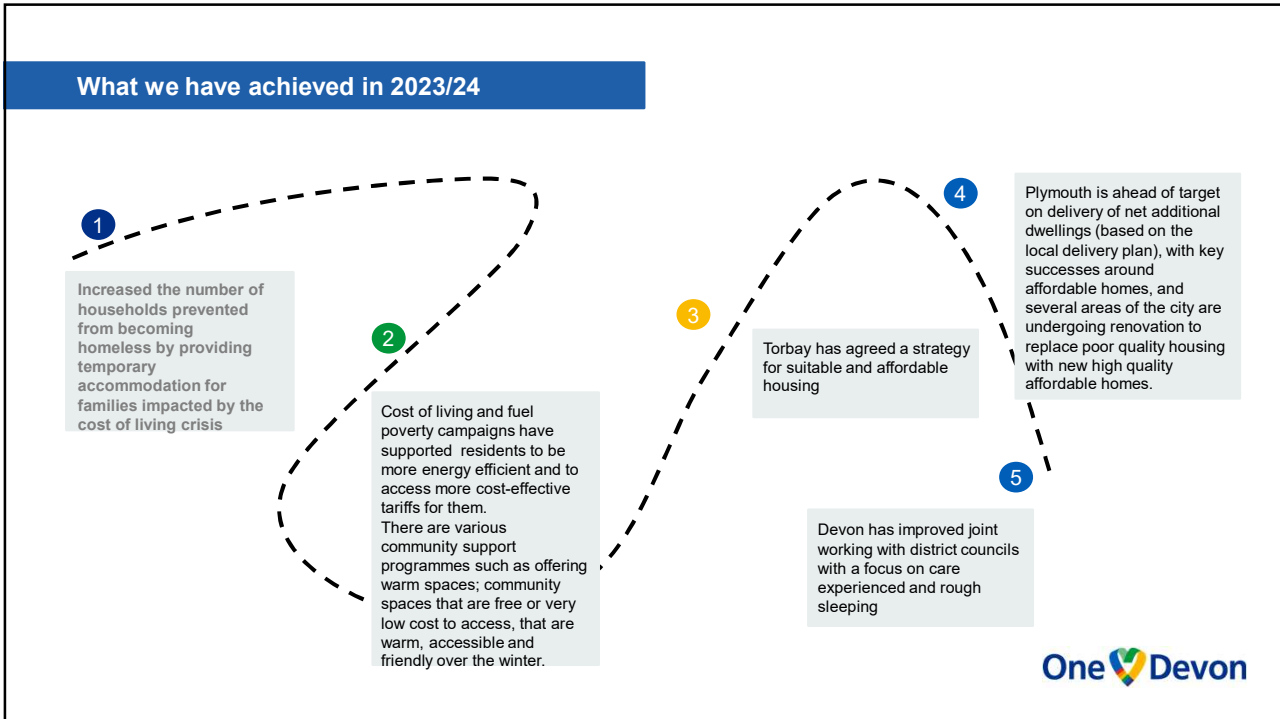 What we have achieved in 2023/24
1
Increased the number of
households prevented
from becoming
homeless by providing
temporary
accommodation for
families impacted by the
cost of living crisis
2
Cost of living and fuel
poverty campaigns have
supported residents to be
more energy efficient and to
access more cost-effective
tariffs for them.
There are various
community support
programmes such as offering
warm spaces; community
spaces that are free or very
low cost to access, that are
warm, accessible and
friendly over the winter.
3
Torbay has agreed a strategy
for suitable and affordable
housing
4
Plymouth is ahead of target
on delivery of net additional
dwellings (based on the
local delivery plan), with key
successes around
affordable homes, and
several areas of the city are
undergoing renovation to
replace poor quality housing
with new high quality
affordable homes.
5
Devon has improved joint
working with district councils
with a focus on care
experienced and rough
sleeping
One Devon